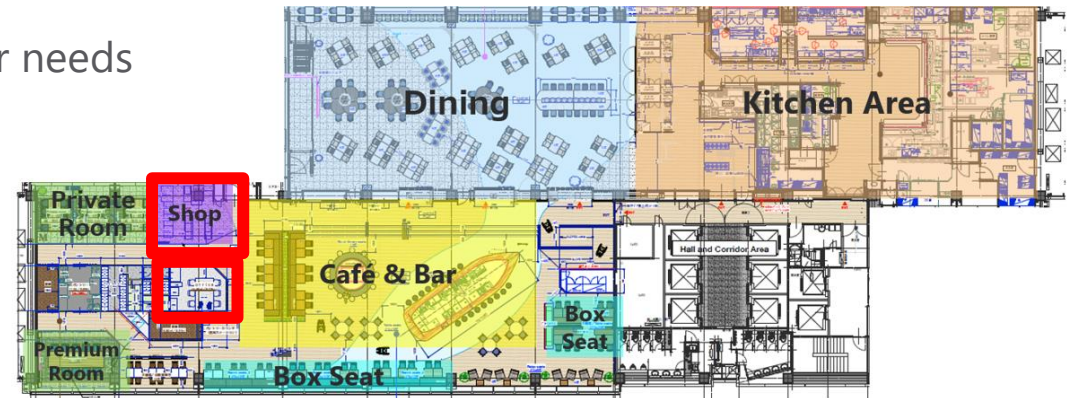 r needs
Dining
Kitchen Area
Private
Room
Shop
Hall and Corridor Area
Café & Bar
Box
Seat
Premium
Room
Box Seat